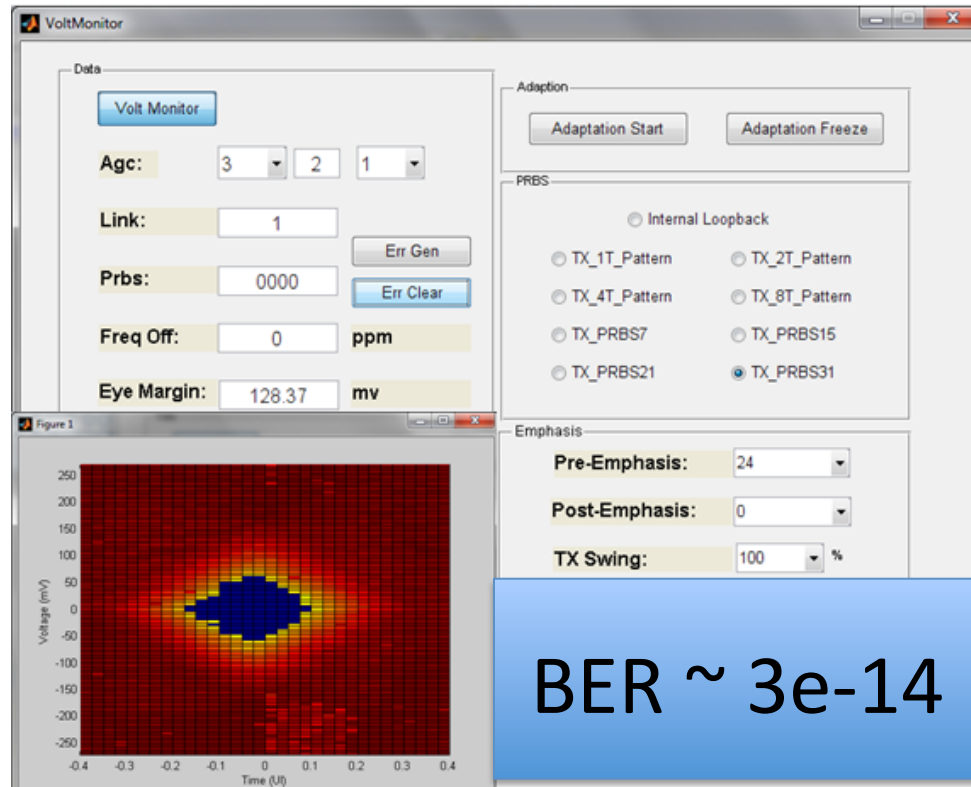 VoltMonitor
Data
Volt Monitor
Agc: 3 2 1
Link: 1
Err Gen
Prbs: 0000
Err Clear
Freq Off: 0 ppm
Eye Margin: 128.37 mv
Adaption
Adaptation Start Adaptation Freeze
PRBS
Internal Loopback
TX_1T_Pattern TX_2T_Pattern
TX_4T_Pattern TX_8T_Pattern
TX_PRBS7 TX_PRBS15
TX_PRBS21 TX_PRBS31
Emphasis
Pre-Emphasis: 24
Post-Emphasis: 0
TX Swing: 100 %
Figure 1
Voltage (mV)
250
200
150
100
50
0
-50
-100
-150
-200
-250
-0.4 -0.3 -0.2 -0.1 0 0.1 0.2 0.3 0.4
Time (UI)
BER ~ 3e-14